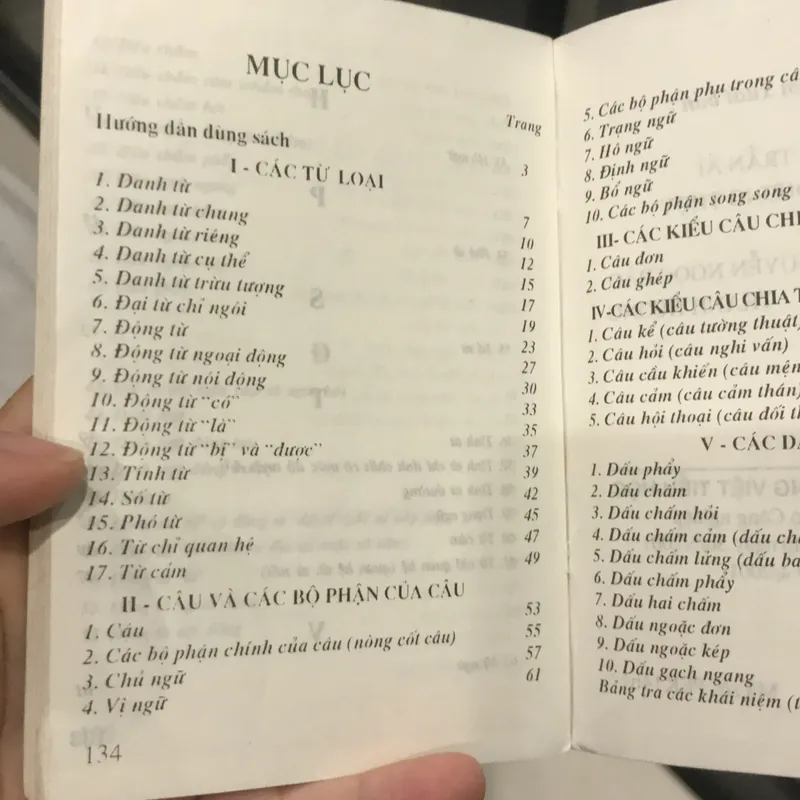 MỤC LỤC
Trang
Hướng dẫn dùng sách 3
I - CÁC TỪ LOẠI
1. Danh từ 7
2. Danh từ chung 10
3. Danh từ riêng 12
4. Danh từ cụ thể 15
5. Danh từ trừu tượng 17
6. Đại từ chỉ ngôi 19
7. Động từ 23
8. Động từ ngoại động 27
9. Động từ nội động 30
10. Động từ "có" 33
11. Động từ "là" 35
12. Động từ "bị" và "được" 37
13. Tính từ 39
14. Số từ 42
15. Phó từ 45
16. Từ chỉ quan hệ 47
17. Từ cảm 49
II - CÂU VÀ CÁC BỘ PHẬN CỦA CÂU
1. Câu 53
2. Các bộ phận chính của câu (nòng cốt câu) 55
3. Chủ ngữ 57
4. Vị ngữ 61
134
5. Các bộ phận phụ trong
6. Trạng ngữ
7. Hô ngữ
8. Định ngữ
9. Bổ ngữ
10. Các bộ phận song song
III- CÁC KIỂU CÂU
1. Câu đơn
2. Câu ghép
IV-CÁC KIỂU CÂU CHIA
1. Câu kể (câu tường thuật)
2. Câu hỏi (câu nghi vấn)
3. Câu cầu khiến (câu
4. Câu cảm (câu cảm thán)
5. Câu hội thoại (câu đối
V - CÁC
1. Dấu phẩy
2. Dấu chấm
3. Dấu chấm hỏi
4. Dấu chấm cảm (dấu
5. Dấu chấm lửng (dấu
6. Dấu chấm phẩy
7. Dấu hai chấm
8. Dấu ngoặc đơn
9. Dấu ngoặc kép
10. Dấu gạch ngang
Bảng tra các khái niệm